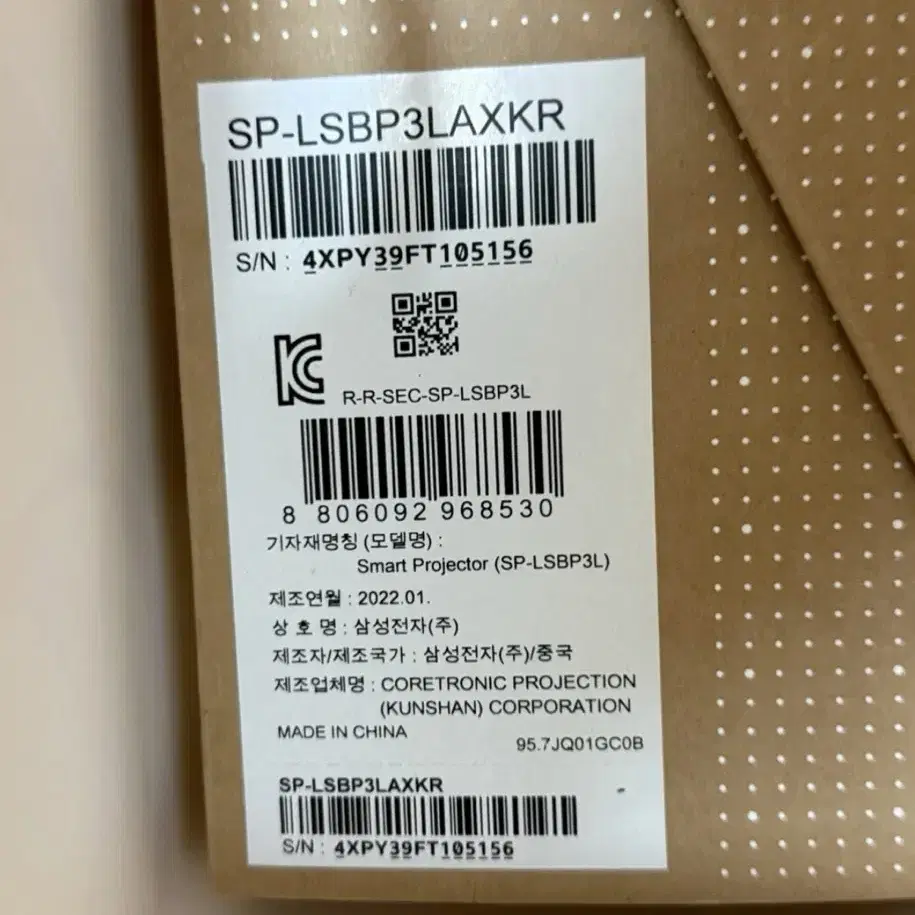 SP-LSBP3LAXKR
S/N : 4XPY39FT105156
R-R-SEC-SP-LSBP3L
8 806092 968530
기자재명칭 (모델명) :
Smart Projector (SP-LSBP3L)
제조연월 : 2022.01.
상 호 명 : 삼성전자(주)
제조자/제조국가 : 삼성전자(주)/중국
제조업체명 : CORETRONIC PROJECTION
(KUNSHAN) CORPORATION
MADE IN CHINA
95.7JQ01GC0B
SP-LSBP3LAXKR
S/N : 4XPY39FT105156